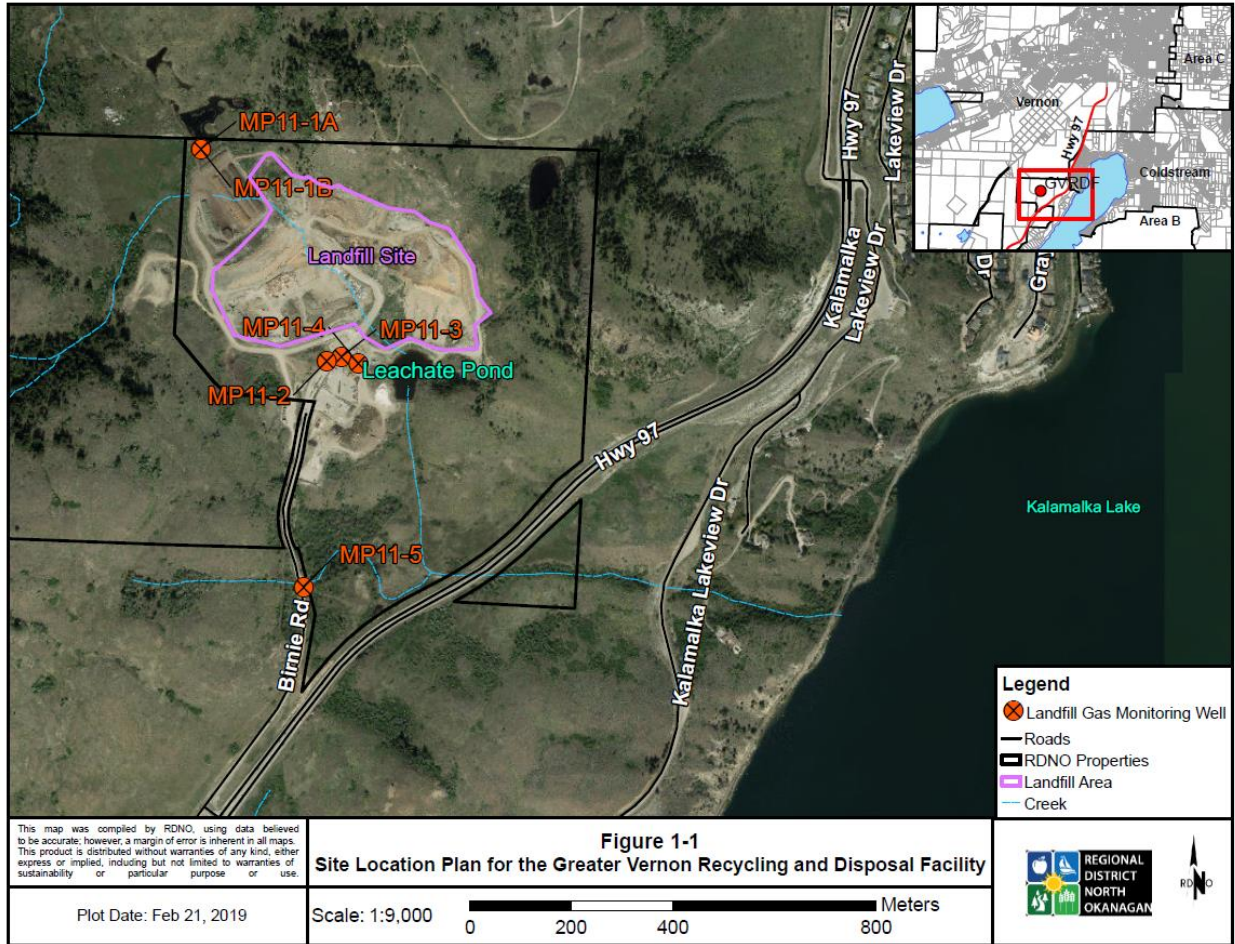 MP11-1A
MP11-1B
Landfill Site
MP11-4
MP11-3
Leachate Pond
MP11-2
MP11-5
Birnie Rd
Hwy 97
Hwy 97
Kalamalka
Lakeview Dr
Lakeview Dr
Kalamalka Lakeview Dr
Dr
Gray
Kalamalka Lake
Area C
Vernon
Hwy 97
Coldstream
GVRDF
Area B
Legend
Landfill Gas Monitoring Well
Roads
RDNO Properties
Landfill Area
Creek
This map was compiled by RDNO, using data believed
to be accurate; however, a margin of error is inherent in all maps.
This product is distributed without warranties of any kind, either
express or implied, including but not limited to warranties of
sustainability or particular purpose or use.
Plot Date: Feb 21, 2019
Figure 1-1
Site Location Plan for the Greater Vernon Recycling and Disposal Facility
Scale: 1:9,000
Meters
0 200 400 800
REGIONAL
DISTRICT
NORTH
OKANAGAN
RDNO
N